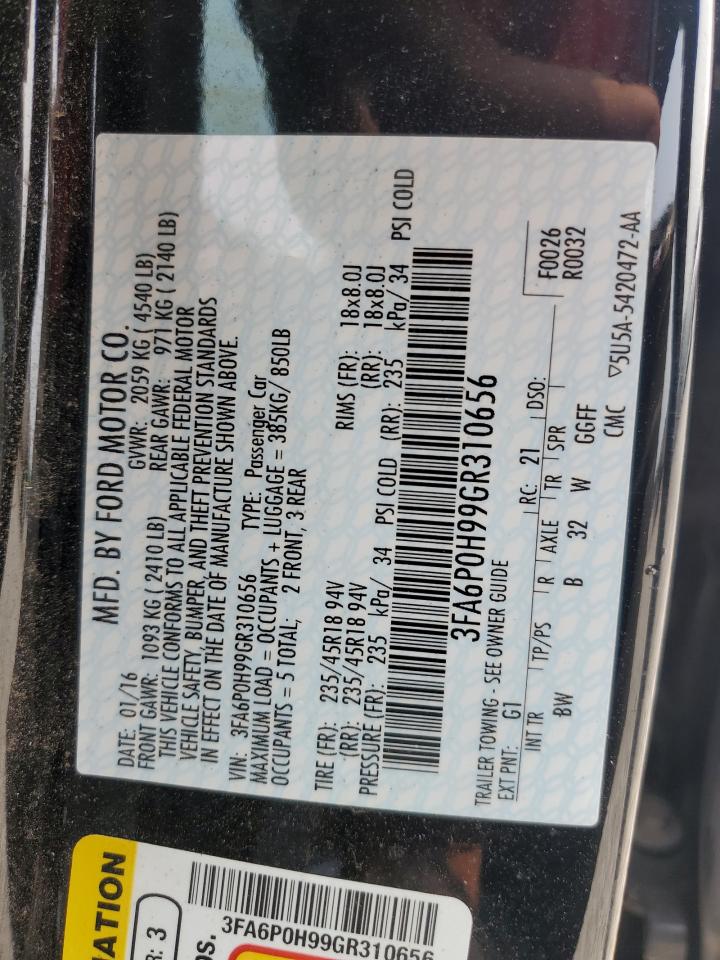 MFD. BY FORD MOTOR CO.
DATE: 01/16 GVWR: 2059 KG ( 4540 LB)
FRONT GAWR: 1093 KG ( 2410 LB) REAR GAWR: 971 KG ( 2140 LB)
THIS VEHICLE CONFORMS TO ALL APPLICABLE FEDERAL MOTOR
VEHICLE SAFETY, BUMPER, AND THEFT PREVENTION STANDARDS
IN EFFECT ON THE DATE OF MANUFACTURE SHOWN ABOVE.
VIN: 3FA6P0H99GR310656 TYPE: Passenger Car
MAXIMUM LOAD = OCCUPANTS + LUGGAGE = 385KG/ 850LB
OCCUPANTS = 5 TOTAL; 2 FRONT, 3 REAR
TIRE (FR): 235/45R18 94V RIMS (FR): 18x8.0J
(RR): 235/45R18 94V (RR): 18x8.0J
PRESSURE (FR): 235 kPa/ 34 PSI COLD (RR): 235 kPa/ 34 PSI COLD
3FA6P0H99GR310656
TRAILER TOWING - SEE OWNER GUIDE
EXT PNT: G1 RC: 21 DSO: F0026
R0032
INT TR TP/PS R AXLE TR SPR
BW B 32 W GGFF
CMC ▽5U5A-5420472-AA
3
3FA6P0H99GR310656